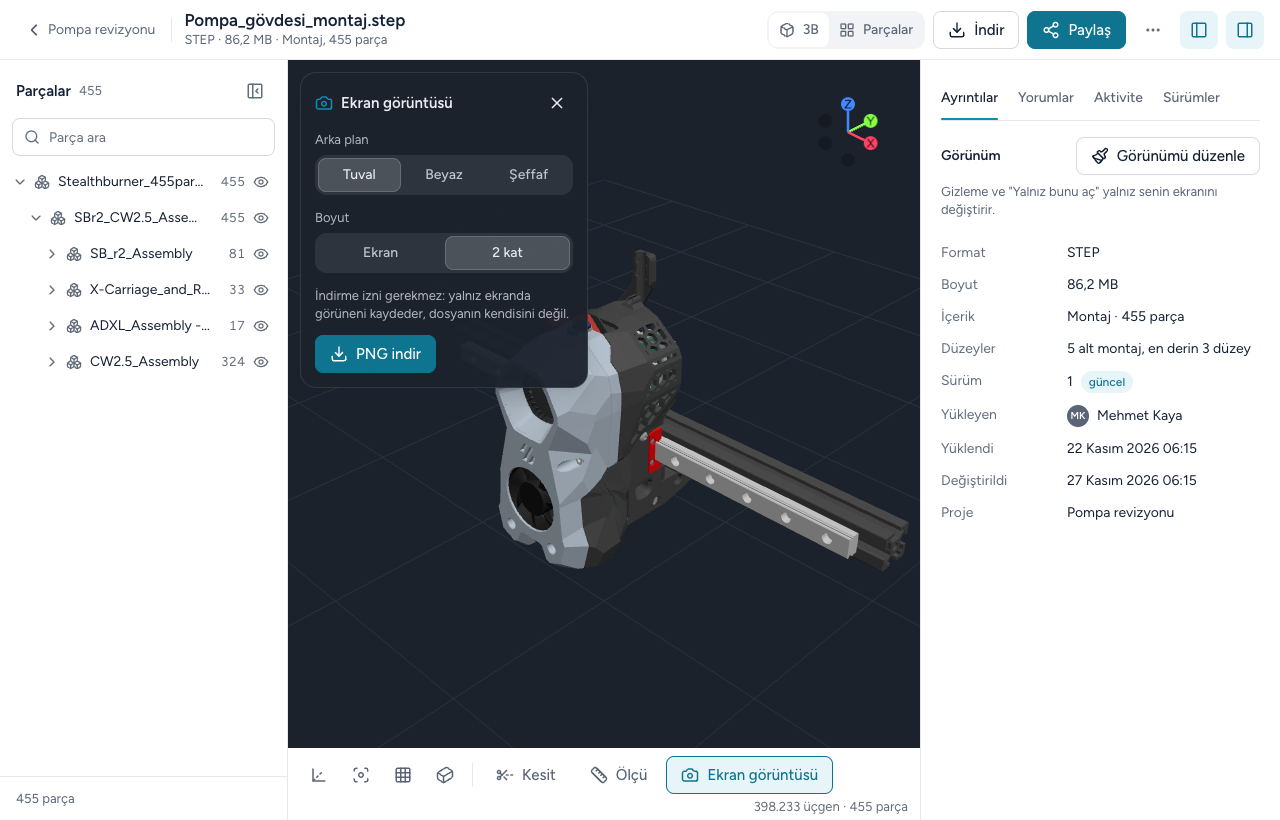 Pompa revizyonu
Pompa_gövdesi_montaj.step
STEP · 86,2 MB · Montaj, 455 parça
3B
Parçalar
İndir
Paylaş
Parçalar 455
Parça ara
Stealthburner_455par... 455
SBr2_CW2.5_Asse... 455
SB_r2_Assembly 81
X-Carriage_and_R... 33
ADXL_Assembly -... 17
CW2.5_Assembly 324
455 parça
Ekran görüntüsü
Arka plan
Tuval Beyaz Şeffaf
Boyut
Ekran 2 kat
İndirme izni gerekmez: yalnız ekranda
görüneni kaydeder, dosyanın kendisini değil.
PNG indir
Z
Y
X
Kesit
Ölçü
Ekran görüntüsü
398.233 üçgen · 455 parça
Ayrıntılar Yorumlar Aktivite Sürümler
Görünüm
Görünümü düzenle
Gizleme ve "Yalnız bunu aç" yalnız senin ekranını
değiştirir.
Format STEP
Boyut 86,2 MB
İçerik Montaj · 455 parça
Düzeyler 5 alt montaj, en derin 3 düzey
Sürüm 1 güncel
Yükleyen MK Mehmet Kaya
Yüklendi 22 Kasım 2026 06:15
Değiştirildi 27 Kasım 2026 06:15
Proje Pompa revizyonu